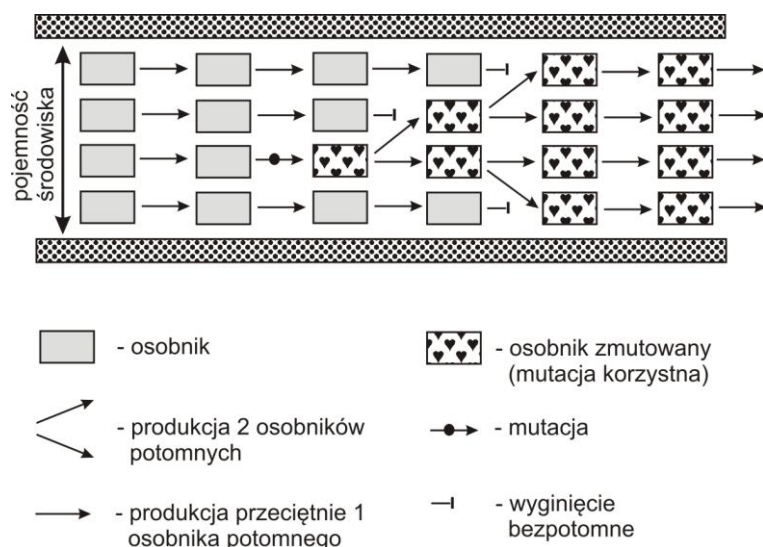 pojemność
środowiska
- osobnik
- osobnik zmutowany
(mutacja korzystna)
- produkcja 2 osobników
potomnych
- mutacja
- produkcja przeciętnie 1
osobnika potomnego
- wyginięcie
bezpotomne